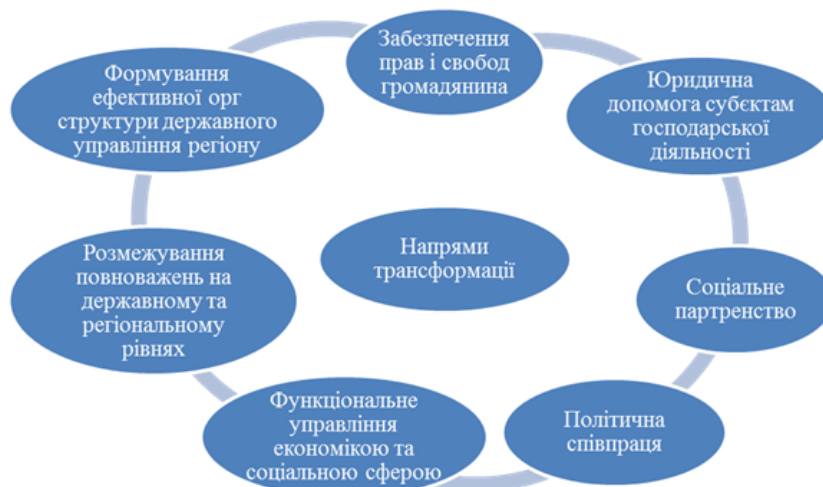 Забезпечення
прав і свобод
громадянина
Юридична
допомога субєктам
господарської
діяльності
Соціальне
партренство
Політична
співпраця
Функціональне
управління
економікою та
соціальною сферою
Розмежування
повноважень на
державному та
регіональному
рівнях
Формування
ефективної орг
структури державного
управління регіону
Напрями
трансформації